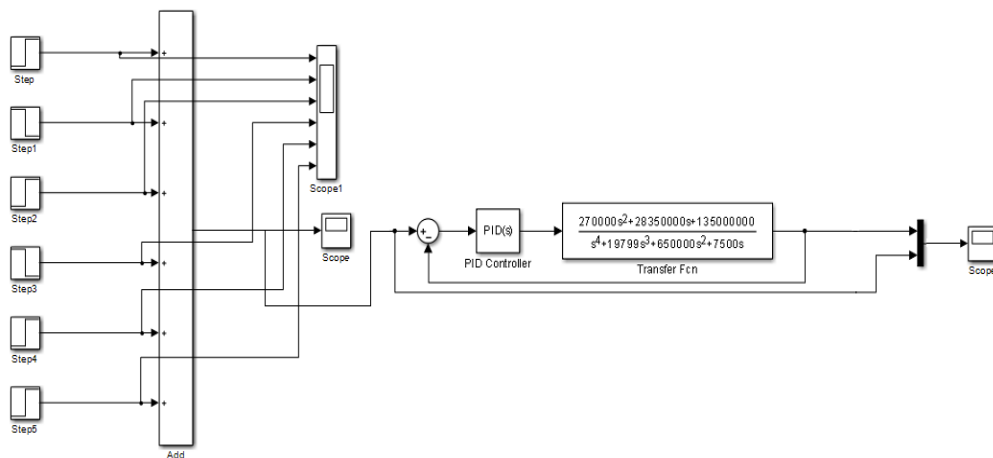 Step
Step1
Step2
Step3
Step4
Step5
+
+
+
+
+
+
Add
Scope1
Scope
+
−
PID(s)
PID Controller
270000s²+28350000s+135000000
s⁴+19799s³+650000s²+7500s
Transfer Fcn
Scope